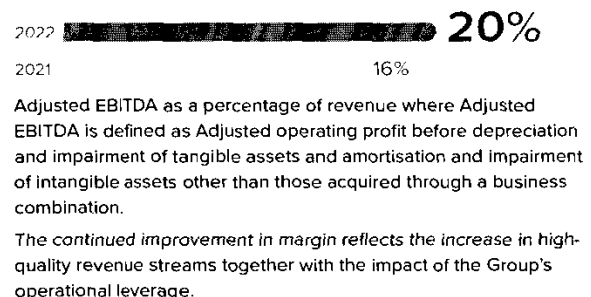 2022 20%
2021 16%
Adjusted EBITDA as a percentage of revenue where Adjusted
EBITDA is defined as Adjusted operating profit before depreciation
and impairment of tangible assets and amortisation and impairment
of intangible assets other than those acquired through a business
combination.
The continued improvement in margin reflects the increase in high-
quality revenue streams together with the impact of the Group's
operational leverage.